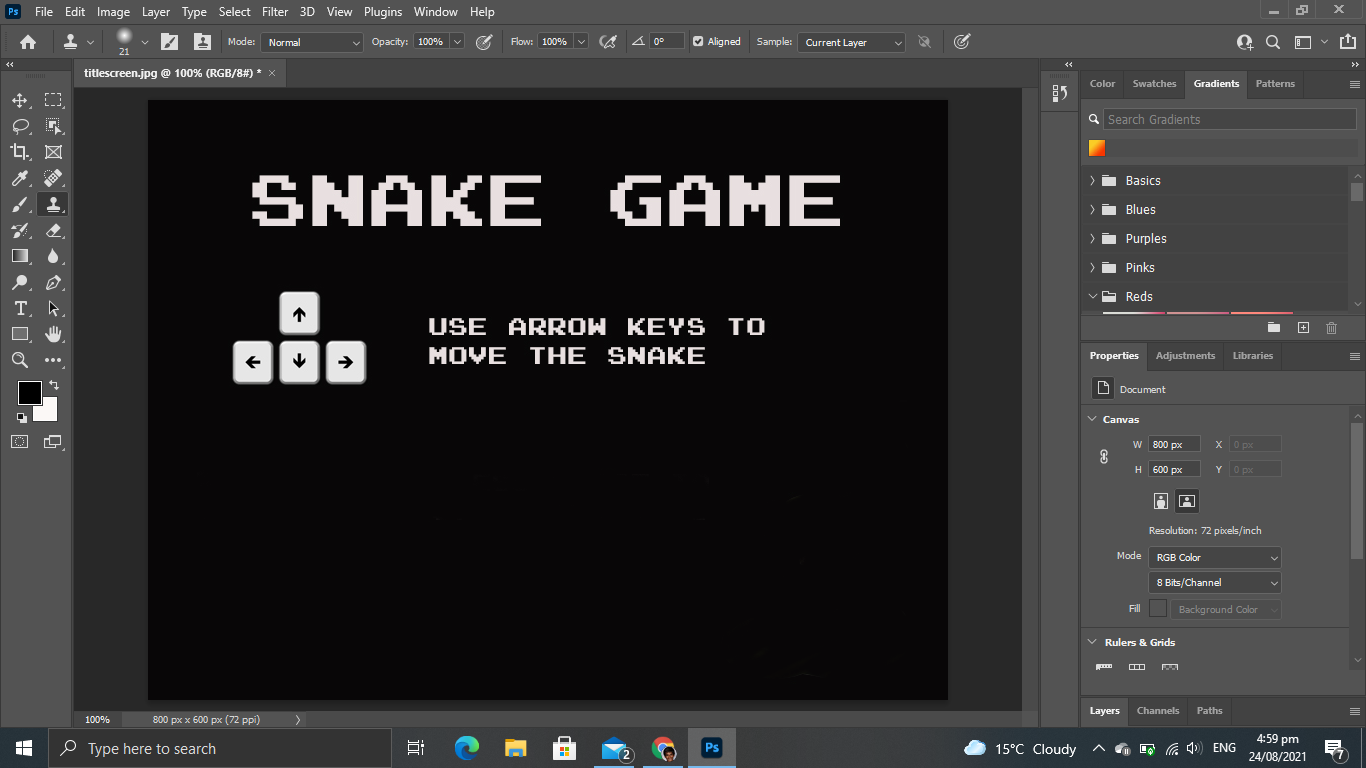 Ps File Edit Image Layer Type Select Filter 3D View Plugins Window Help
21 Mode: Normal Opacity: 100% Flow: 100% 0° Aligned Sample: Current Layer
titlescreen.jpg @ 100% (RGB/8#) * ×
SNAKE GAME
USE ARROW KEYS TO
MOVE THE SNAKE
100% 800 px x 600 px (72 ppi)
Color Swatches Gradients Patterns
Search Gradients
Basics
Blues
Purples
Pinks
Reds
Properties Adjustments Libraries
Document
Canvas
W 800 px X 0 px
H 600 px Y 0 px
Resolution: 72 pixels/inch
Mode RGB Color
8 Bits/Channel
Fill Background Color
Rulers & Grids
Layers Channels Paths
Type here to search 2 Ps 15°C Cloudy ENG 4:59 pm
24/08/2021 7